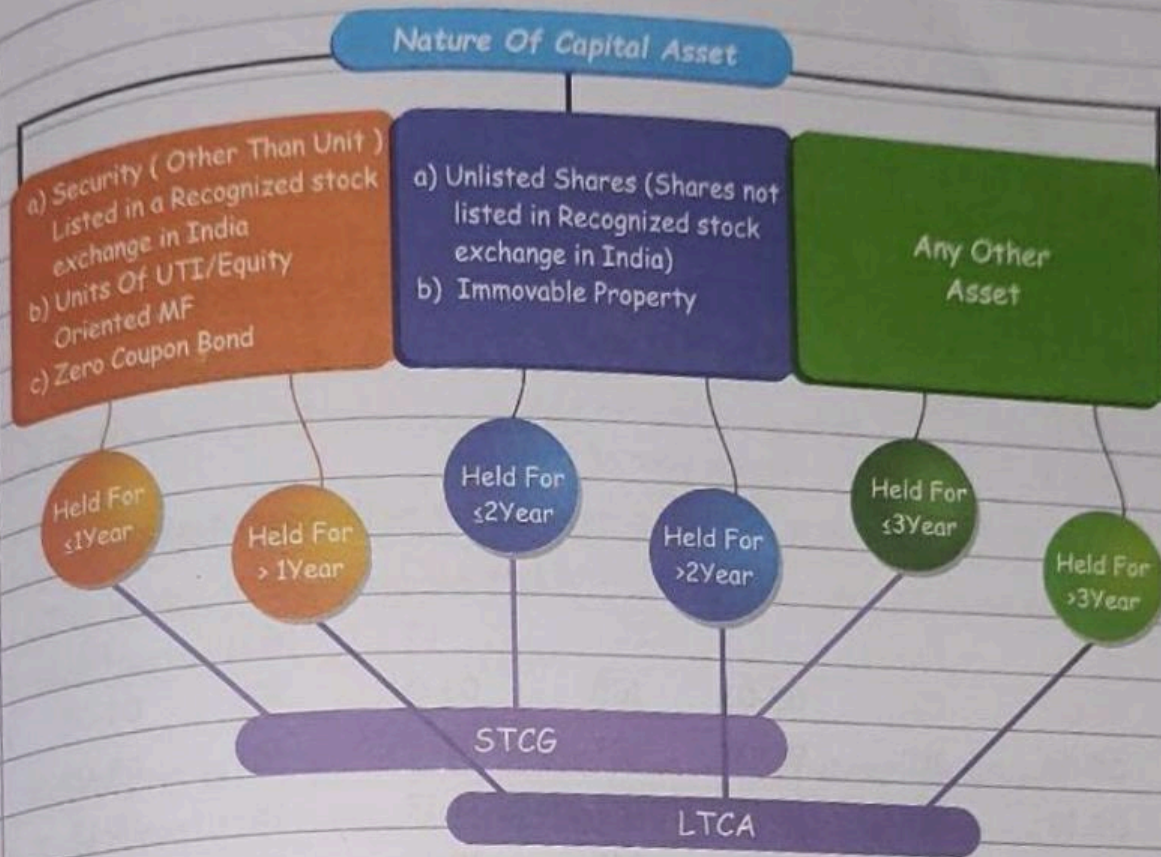 Nature Of Capital Asset
a) Security ( Other Than Unit )
Listed in a Recognized stock
exchange in India
b) Units Of UTI/Equity
Oriented MF
c) Zero Coupon Bond
a) Unlisted Shares (Shares not
listed in Recognized stock
exchange in India)
b) Immovable Property
Any Other
Asset
Held For
≤1Year
Held For
> 1Year
Held For
≤2Year
Held For
>2Year
Held For
≤3Year
Held For
>3Year
STCG
LTCA